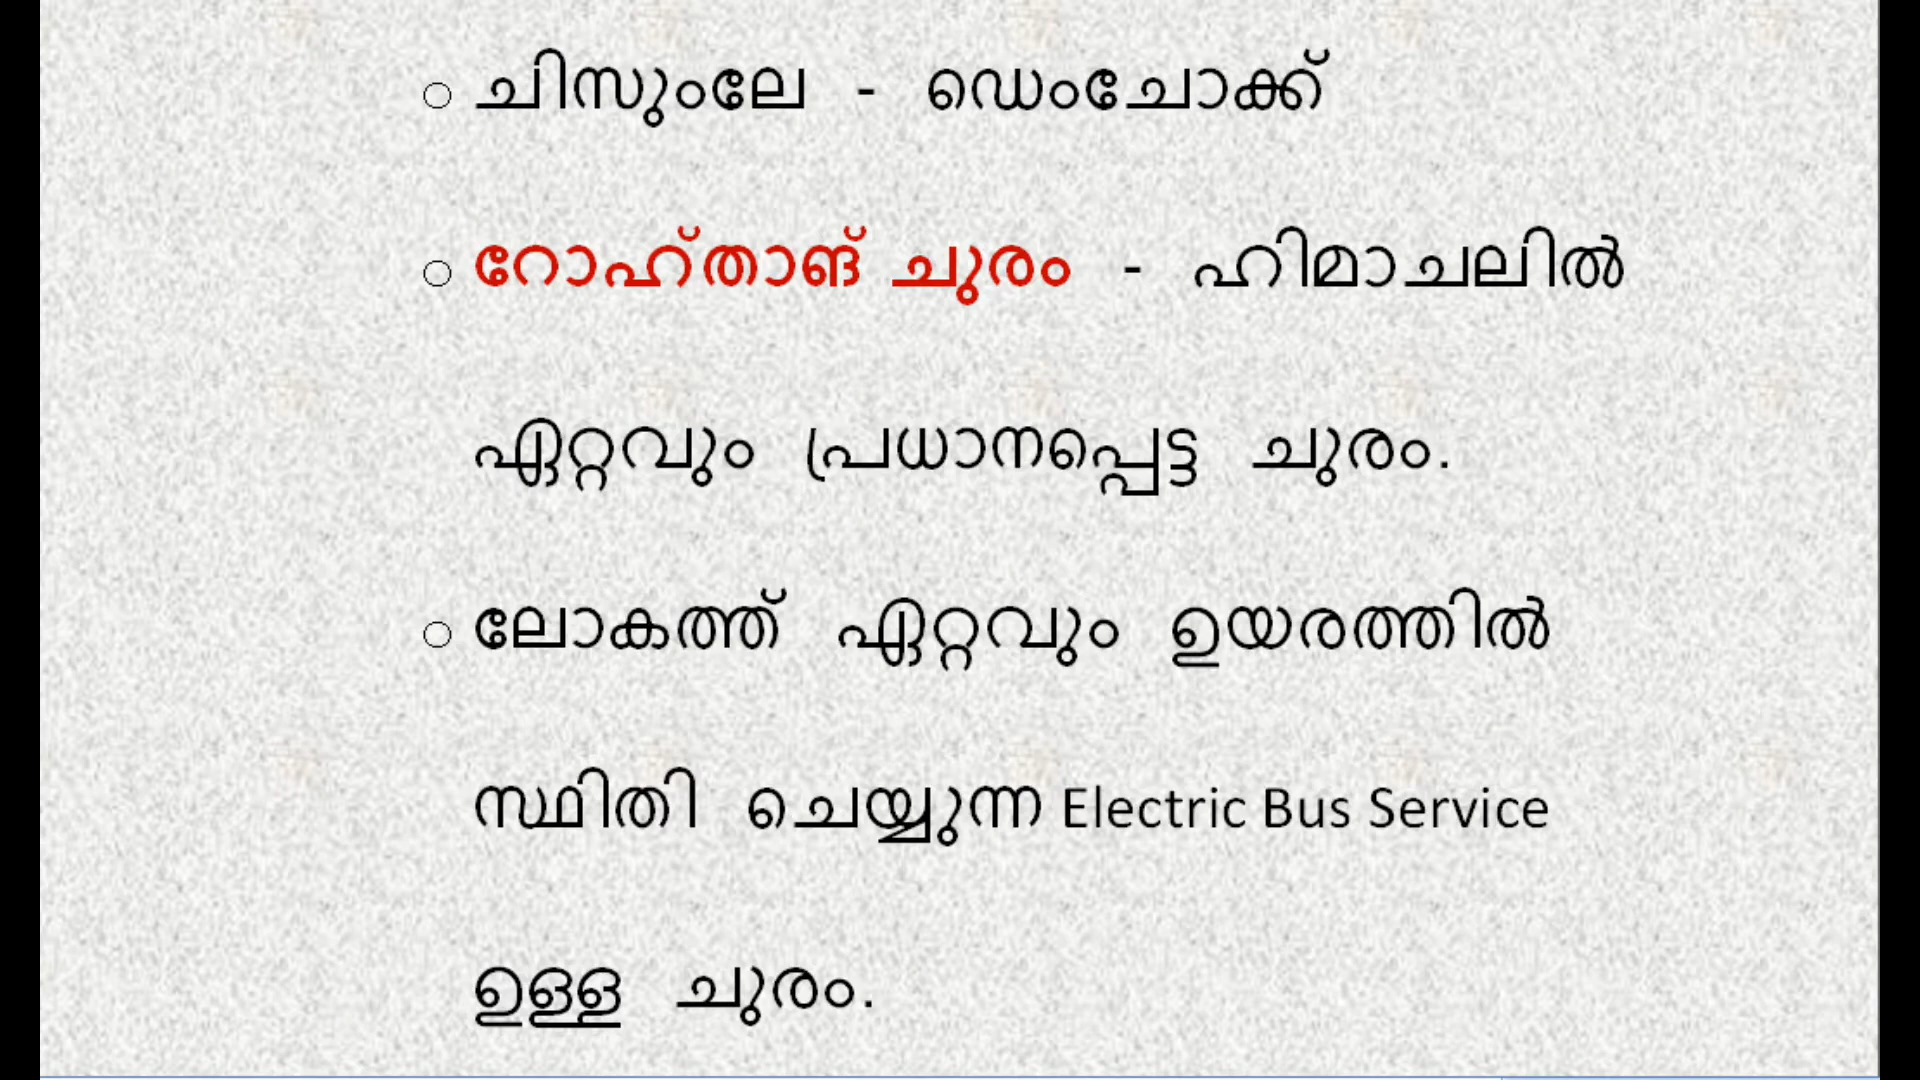 ○ ചിസുംലേ - ഡെംചോക്ക്
○ റോഹ്താങ് ചുരം - ഹിമാചലിൽ
ഏറ്റവും പ്രധാനപ്പെട്ട ചുരം.
○ ലോകത്ത് ഏറ്റവും ഉയരത്തിൽ
സ്ഥിതി ചെയ്യുന്ന Electric Bus Service
ഉള്ള ചുരം.